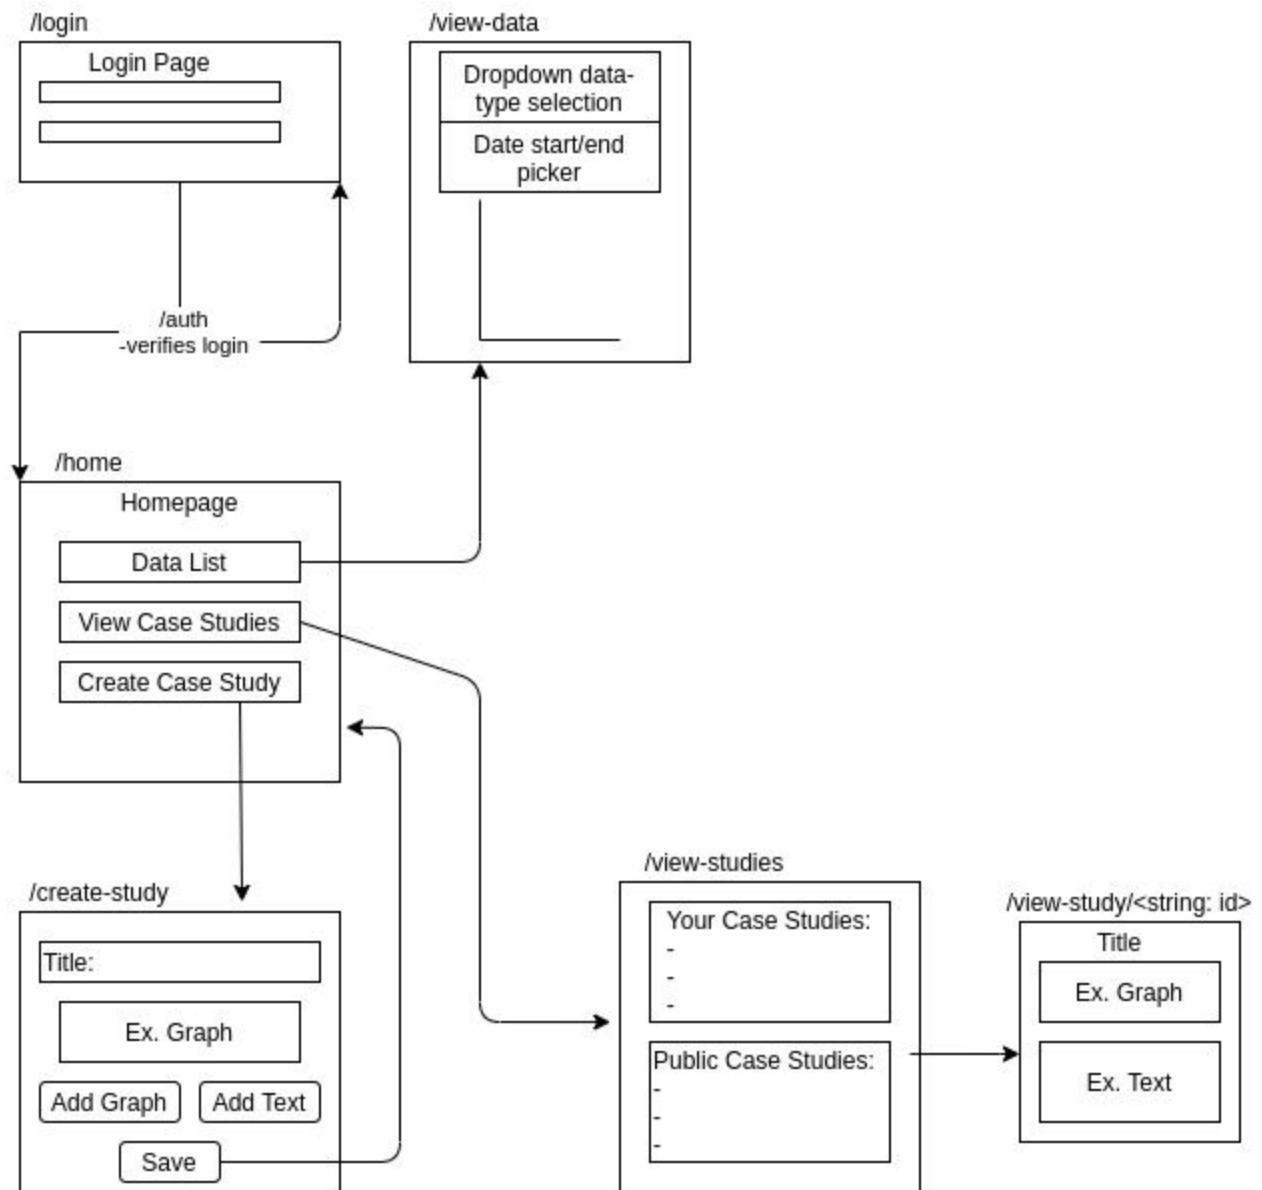 /login
Login Page
/auth
-verifies login
/view-data
Dropdown data-
type selection
Date start/end
picker
/home
Homepage
Data List
View Case Studies
Create Case Study
/create-study
Title:
Ex. Graph
Add Graph
Add Text
Save
/view-studies
Your Case Studies:
-
-
-
Public Case Studies:
-
-
-
/view-study/<string: id>
Title
Ex. Graph
Ex. Text